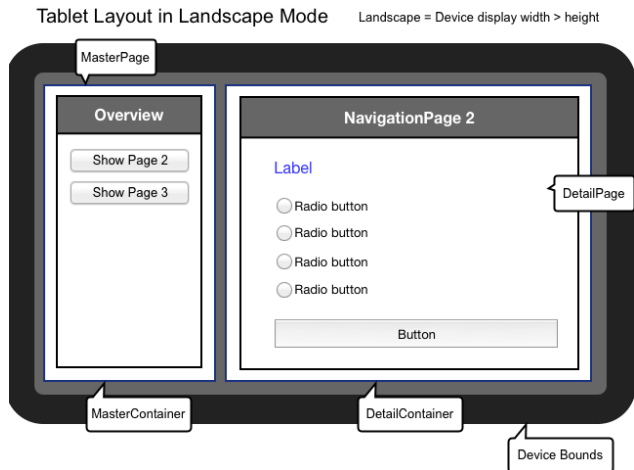 Tablet Layout in Landscape Mode
Landscape = Device display width > height
MasterPage
Overview
Show Page 2
Show Page 3
NavigationPage 2
Label
Radio button
Radio button
Radio button
Radio button
Button
DetailPage
MasterContainer
DetailContainer
Device Bounds